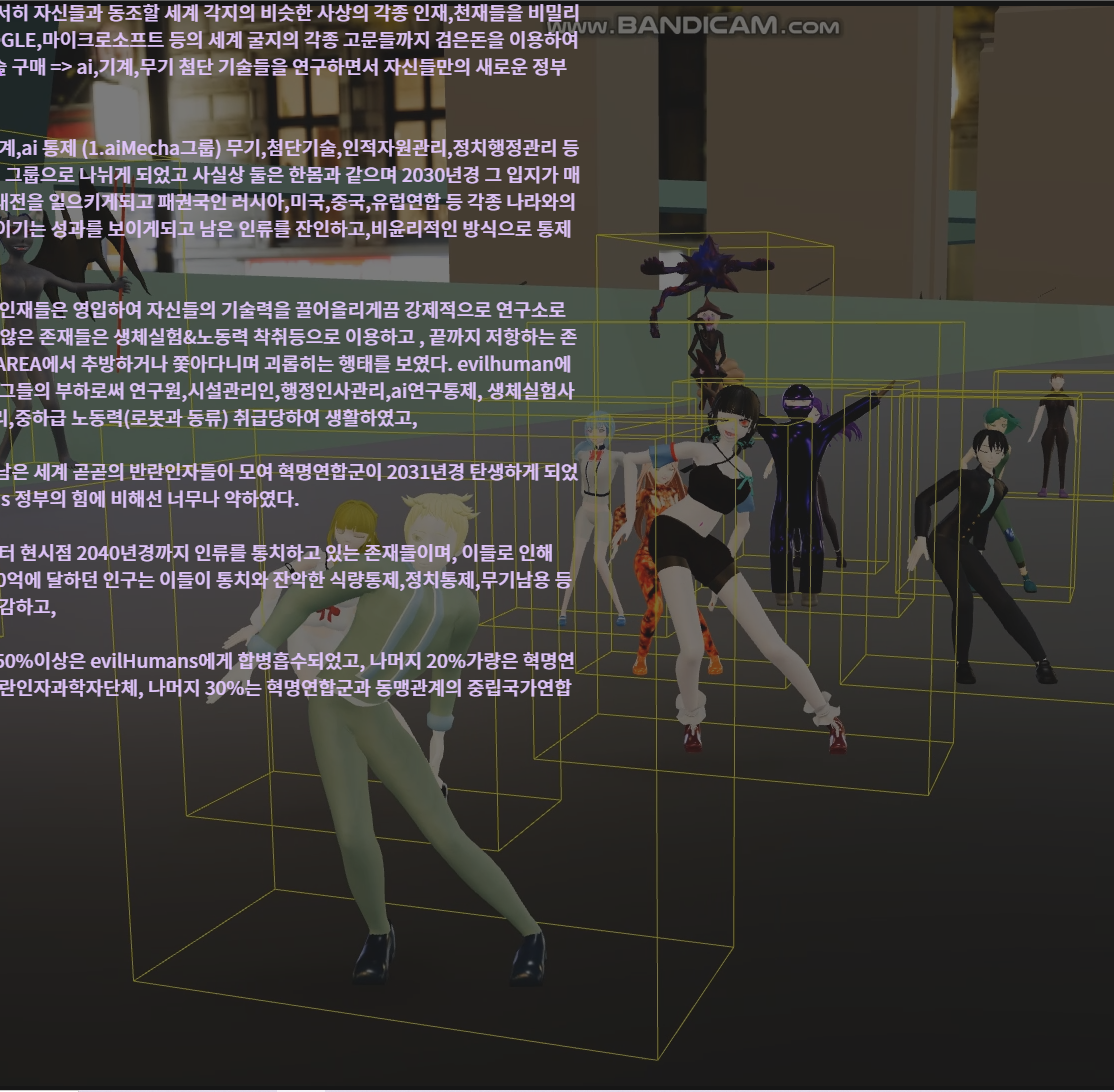 서히 자신들과 동조할 세계 각지의 비슷한 사상의 각종 인재,천재들을 비밀리
GLE,마이크로소프트 등의 세계 굴지의 각종 고문들까지 검은돈을 이용하여
술 구매 => ai,기계,무기 첨단 기술들을 연구하면서 자신들만의 새로운 정부
www.BANDICAM.com
계,ai 통제 (1.aiMecha그룹) 무기,첨단기술,인적자원관리,정치행정관리 등
그룹으로 나뉘게 되었고 사실상 둘은 한몸과 같으며 2030년경 그 입지가 매
내전을 일으키게되고 패권국인 러시아,미국,중국,유럽연합 등 각종 나라와의
이기는 성과를 보이게되고 남은 인류를 잔인하고,비윤리적인 방식으로 통제
인재들은 영입하여 자신들의 기술력을 끌어올리게끔 강제적으로 연구소로
않은 존재들은 생체실험&노동력 착취등으로 이용하고 , 끝까지 저항하는 존
AREA에서 추방하거나 쫓아다니며 괴롭히는 행태를 보였다. evilhuman에
그들의 부하로써 연구원,시설관리인,행정인사관리,ai연구통제, 생체실험사
리,중하급 노동력(로봇과 동류) 취급당하여 생활하였고,
남은 세계 곧곧의 반란인자들이 모여 혁명연합군이 2031년경 탄생하게 되었
s 정부의 힘에 비해선 너무나 약하였다.
터 현시점 2040년경까지 인류를 통치하고 있는 존재들이며, 이들로 인해
0억에 달하던 인구는 이들이 통치와 잔악한 식량통제,정치통제,무기남용 등
감하고,
50%이상은 evilHumans에게 합병흡수되었고, 나머지 20%가량은 혁명연
란인자과학자단체, 나머지 30%는 혁명연합군과 동맹관계의 중립국가연합